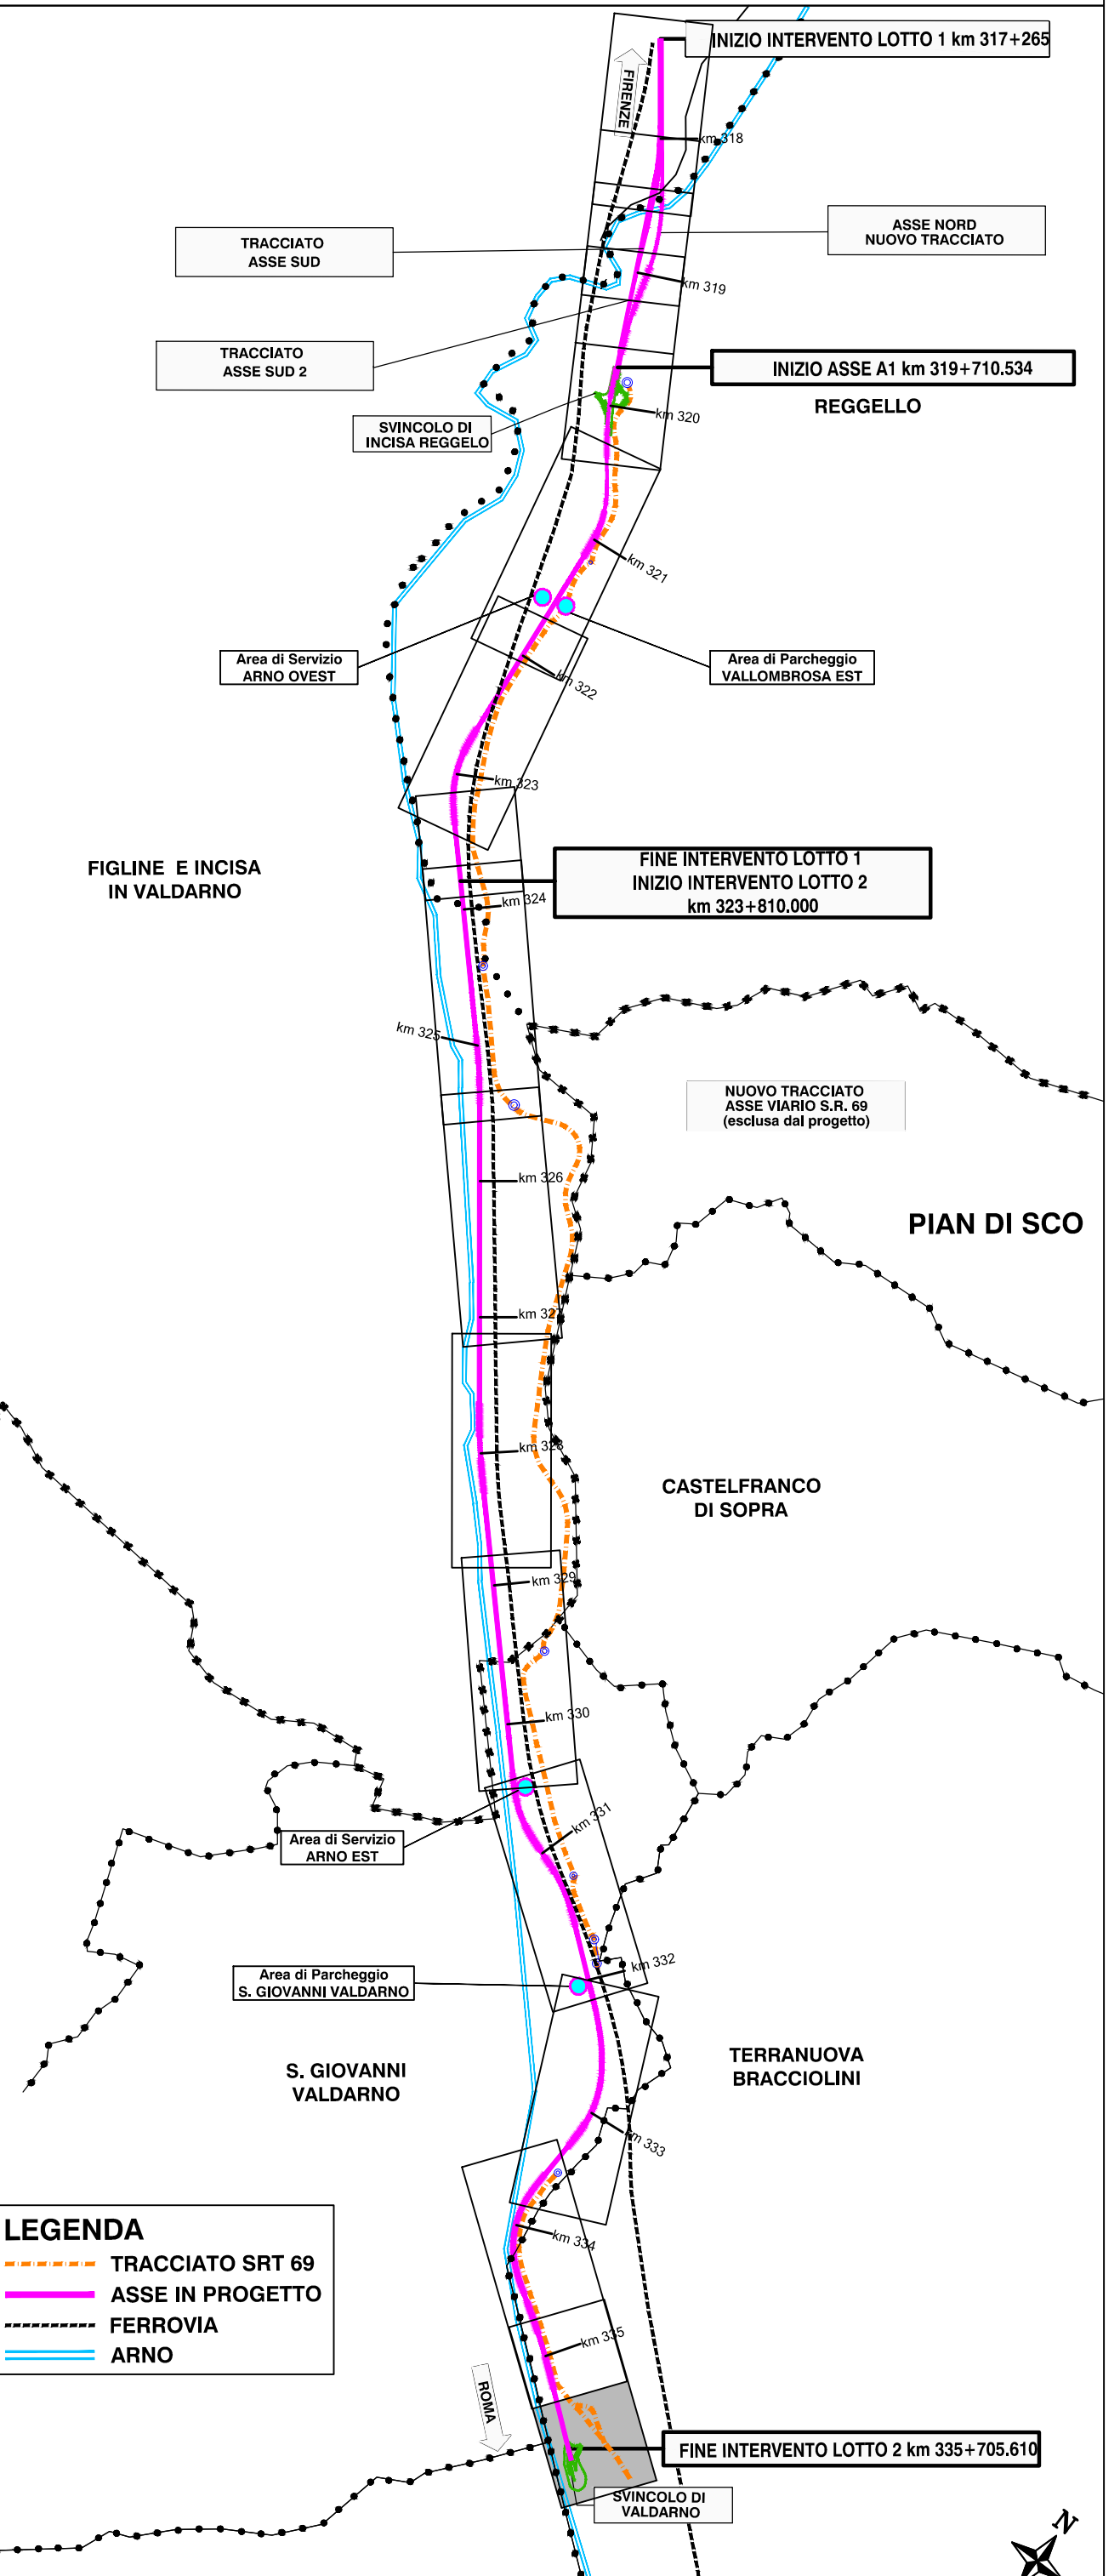 INIZIO INTERVENTO LOTTO 1 km 317+265
FIRENZE
km 318
ASSE NORD
NUOVO TRACCIATO
TRACCIATO
ASSE SUD
km 319
TRACCIATO
ASSE SUD 2
INIZIO ASSE A1 km 319+710.534
REGGELLO
km 320
SVINCOLO DI
INCISA REGGELO
km 321
Area di Servizio
ARNO OVEST
Area di Parcheggio
VALLOMBROSA EST
km 322
km 323
FIGLINE E INCISA
IN VALDARNO
FINE INTERVENTO LOTTO 1
INIZIO INTERVENTO LOTTO 2
km 323+810.000
km 324
km 325
NUOVO TRACCIATO
ASSE VIARIO S.R. 69
(esclusa dal progetto)
km 326
PIAN DI SCO
km 327
km 328
CASTELFRANCO
DI SOPRA
km 329
km 330
km 331
Area di Servizio
ARNO EST
km 332
Area di Parcheggio
S. GIOVANNI VALDARNO
TERRANUOVA
BRACCIOLINI
S. GIOVANNI
VALDARNO
km 333
km 334
LEGENDA
TRACCIATO SRT 69
ASSE IN PROGETTO
FERROVIA
ARNO
km 335
ROMA
FINE INTERVENTO LOTTO 2 km 335+705.610
SVINCOLO DI
VALDARNO
N